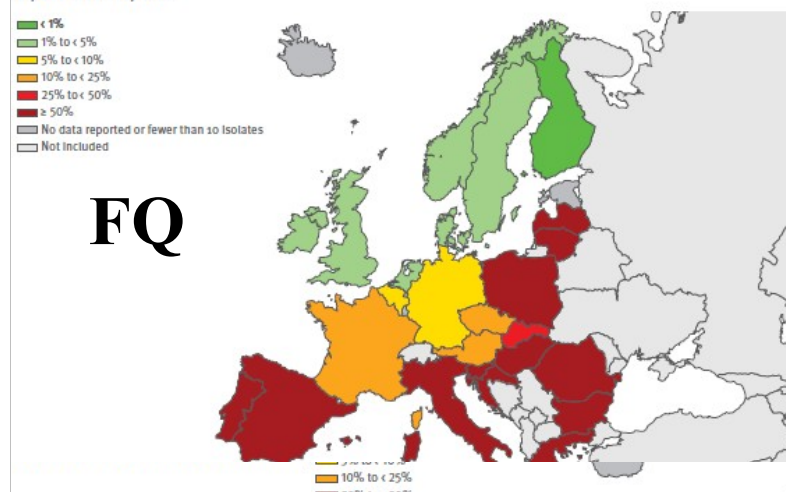 < 1%
1% to < 5%
5% to < 10%
10% to < 25%
25% to < 50%
≥ 50%
No data reported or fewer than 10 isolates
Not included
FQ
10% to < 25%